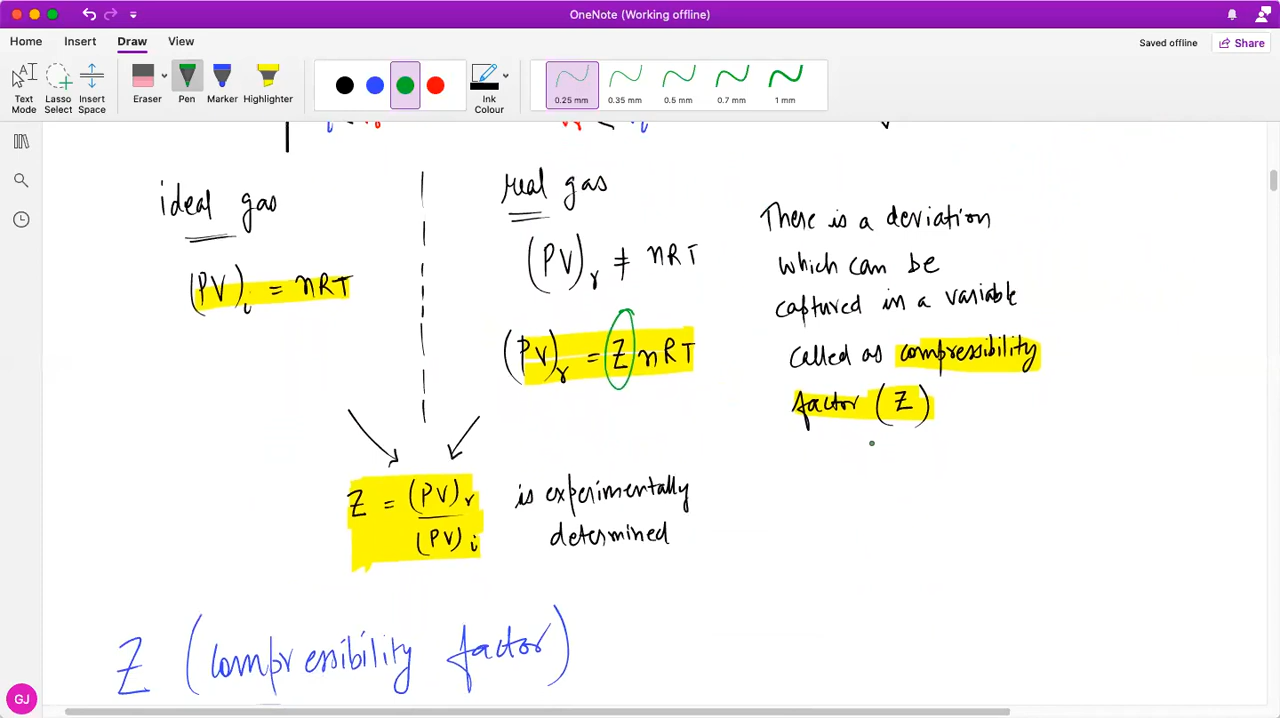 OneNote (Working offline)
Home Insert Draw View
Saved offline
Share
Text Mode
Lasso Select
Insert Space
Eraser
Pen
Marker
Highlighter
Ink Colour
0.25 mm 0.35 mm 0.5 mm 0.7 mm 1 mm
ideal gas
(PV)i = nRT
real gas
(PV)r ≠ nRT
(PV)r = Z nRT
There is a deviation
which can be
captured in a variable
called as compressibility
factor (Z)
Z = (PV)r / (PV)i
is experimentally
determined
Z (compressibility factor)
GJ